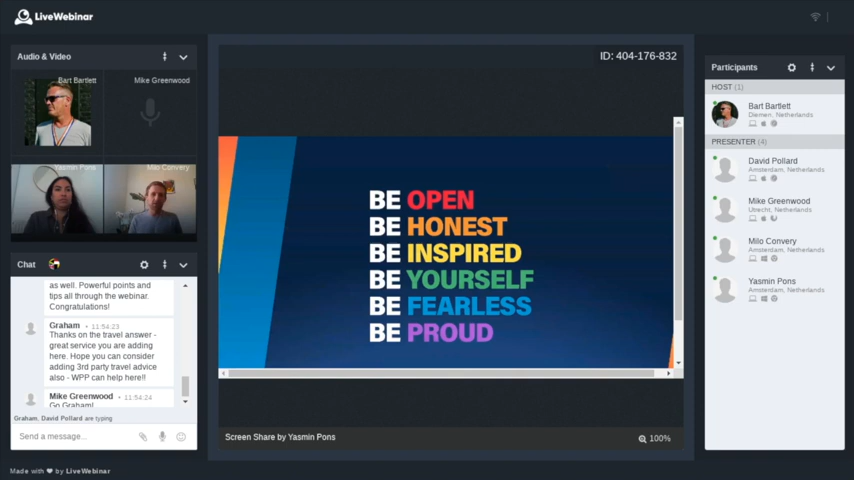 LiveWebinar
Audio & Video
Bart Bartlett
Mike Greenwood
Yasmin Pons
Milo Convery
Chat
as well. Powerful points and
tips all through the webinar.
Congratulations!
Graham • 11:54:23
Thanks on the travel answer -
great service you are adding
here. Hope you can consider
adding 3rd party travel advice
also - WPP can help here!!
Mike Greenwood • 11:54:24
Go Graham!
Graham, David Pollard are typing
Send a message...
Made with ❤ by LiveWebinar
ID: 404-176-832
BE OPEN
BE HONEST
BE INSPIRED
BE YOURSELF
BE FEARLESS
BE PROUD
Screen Share by Yasmin Pons
100%
Participants
HOST (1)
Bart Bartlett
Diemen, Netherlands
PRESENTER (4)
David Pollard
Amsterdam, Netherlands
Mike Greenwood
Utrecht, Netherlands
Milo Convery
Amsterdam, Netherlands
Yasmin Pons
Amsterdam, Netherlands